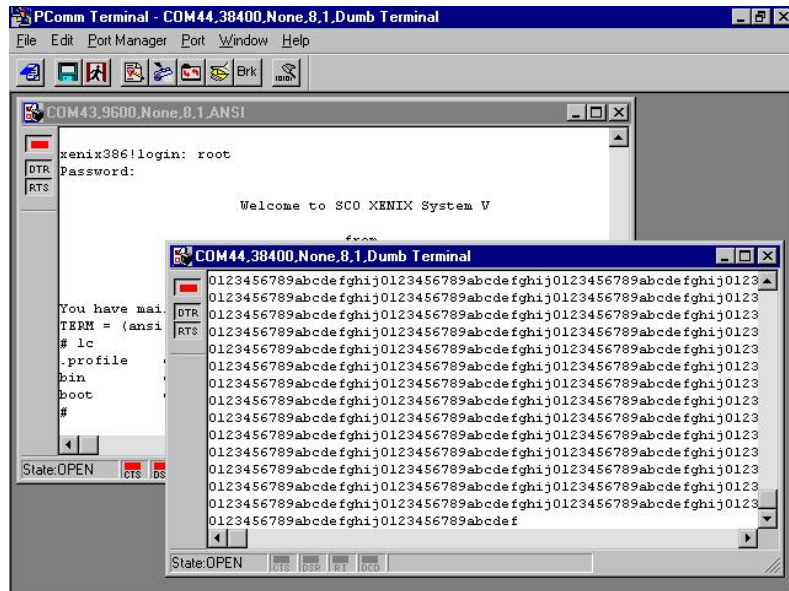 PComm Terminal - COM44,38400,None,8,1,Dumb Terminal
File Edit Port Manager Port Window Help
Brk
COM43,9600,None,8,1,ANSI
DTR
RTS
xenix386!login: root
Password:
Welcome to SCO XENIX System V
from
You have mai
TERM = (ansi
# lc
.profile
bin
boot
#
State:OPEN CTS
COM44,38400,None,8,1,Dumb Terminal
DTR
RTS
0123456789abcdefghij0123456789abcdefghij0123456789abcdefghij0123
0123456789abcdefghij0123456789abcdefghij0123456789abcdefghij0123
0123456789abcdefghij0123456789abcdefghij0123456789abcdefghij0123
0123456789abcdefghij0123456789abcdefghij0123456789abcdefghij0123
0123456789abcdefghij0123456789abcdefghij0123456789abcdefghij0123
0123456789abcdefghij0123456789abcdefghij0123456789abcdefghij0123
0123456789abcdefghij0123456789abcdefghij0123456789abcdefghij0123
0123456789abcdefghij0123456789abcdefghij0123456789abcdefghij0123
0123456789abcdefghij0123456789abcdefghij0123456789abcdefghij0123
0123456789abcdefghij0123456789abcdefghij0123456789abcdefghij0123
0123456789abcdefghij0123456789abcdefghij0123456789abcdefghij0123
0123456789abcdefghij0123456789abcdefghij0123456789abcdefghij0123
0123456789abcdefghij0123456789abcdefghij0123456789abcdefghij0123
0123456789abcdefghij0123456789abcdefghij0123456789abcdefghij0123
0123456789abcdefghij0123456789abcdef
State:OPEN CTS DSR RI DCD